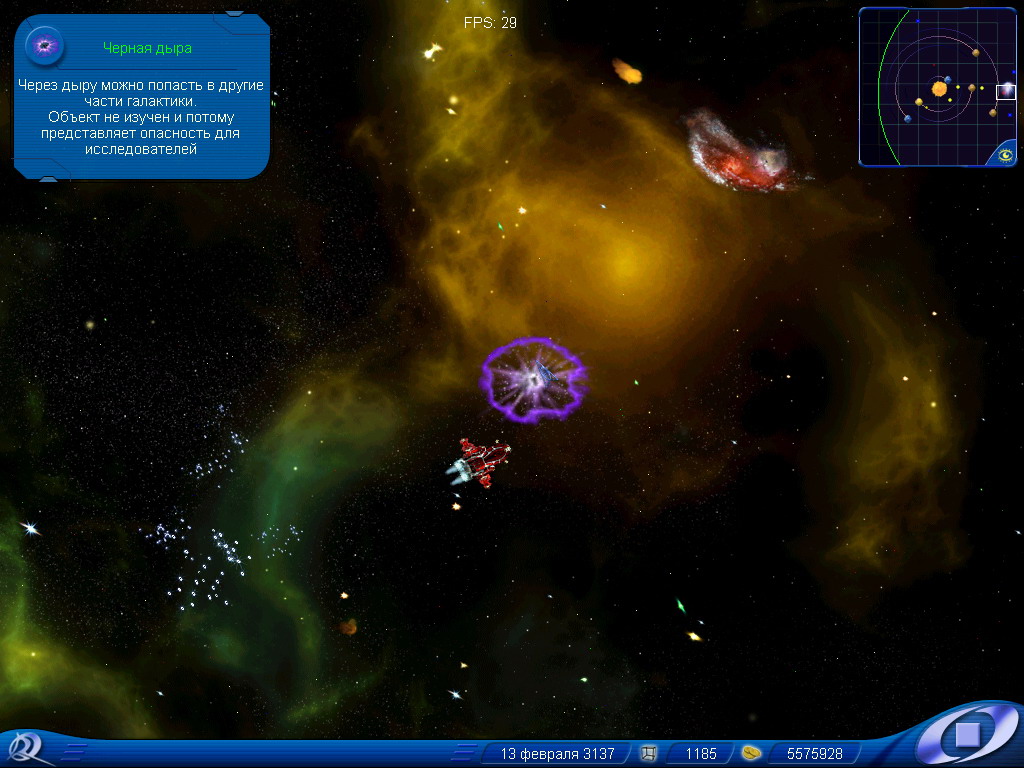 FPS: 29
Черная дыра
Через дыру можно попасть в другие
части галактики.
Объект не изучен и потому
представляет опасность для
исследователей
13 февраля 3137
1185
5575928